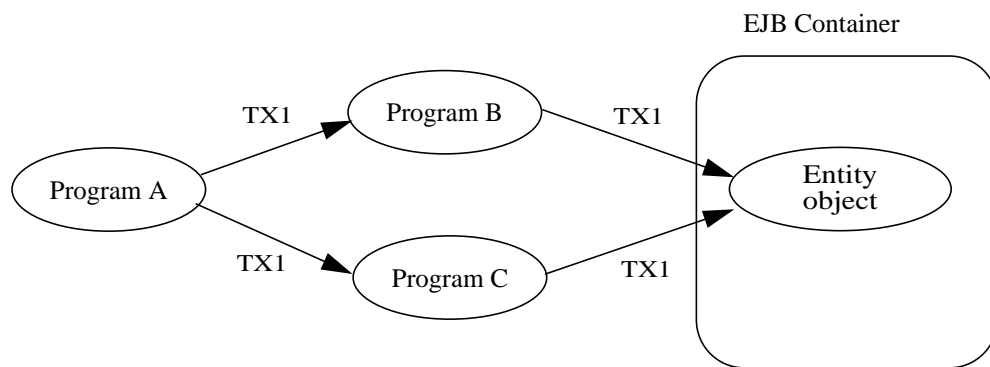 EJB Container
TX1
Program B
TX1
Program A
Entity
object
TX1
Program C
TX1